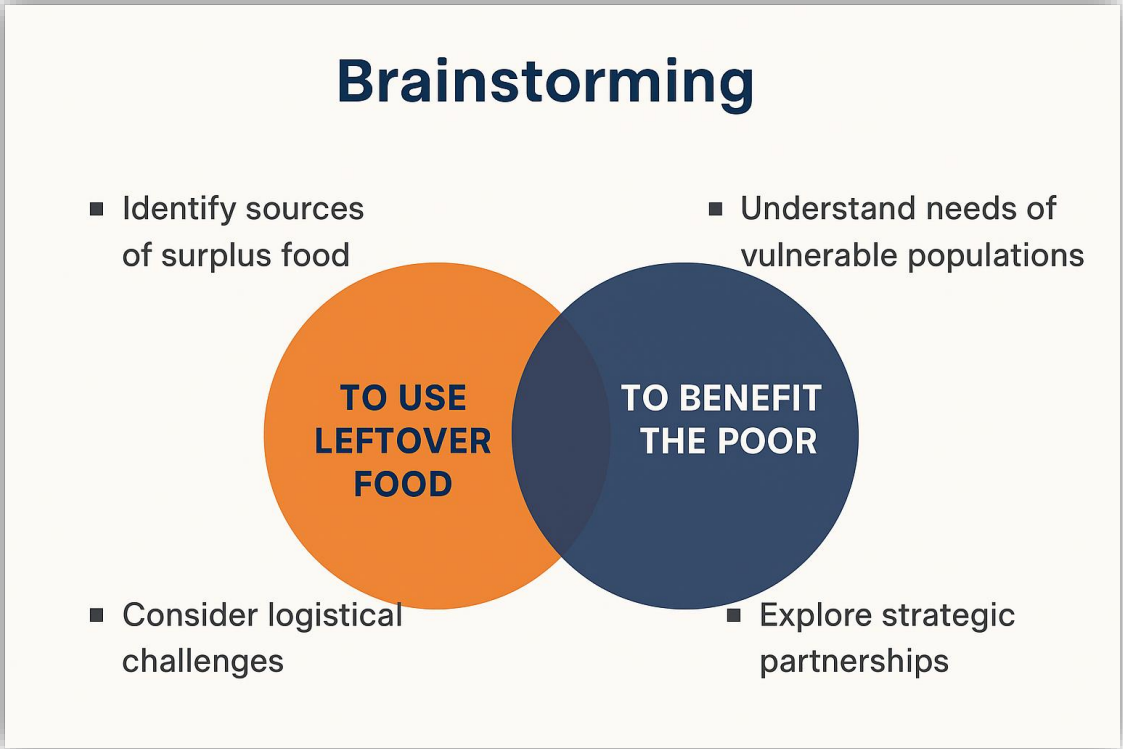 Brainstorming
Identify sources
of surplus food
Understand needs of
vulnerable populations
TO USE
LEFTOVER
FOOD
TO BENEFIT
THE POOR
Consider logistical
challenges
Explore strategic
partnerships